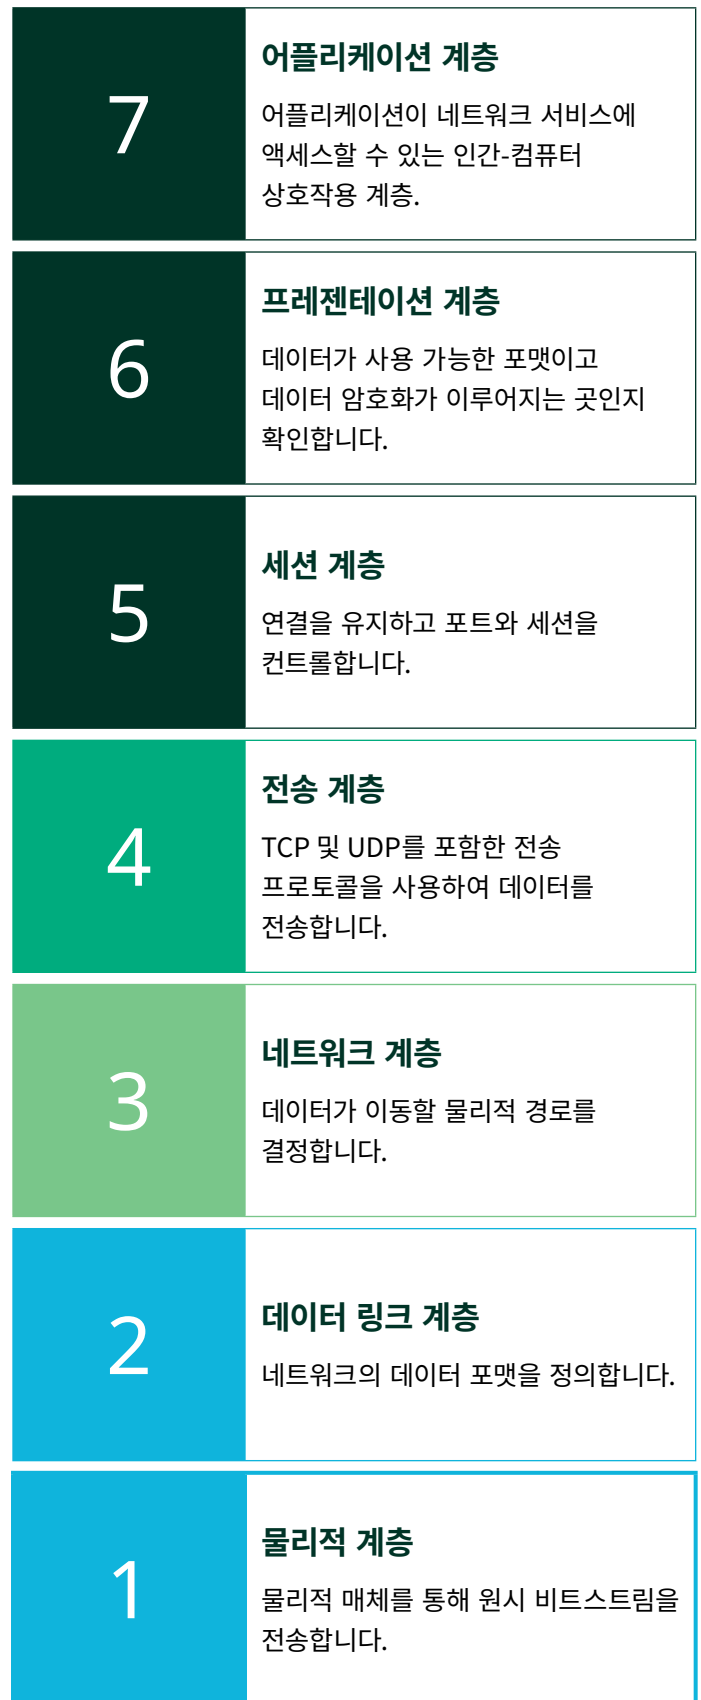 7
어플리케이션 계층
어플리케이션이 네트워크 서비스에
액세스할 수 있는 인간-컴퓨터
상호작용 계층.
6
프레젠테이션 계층
데이터가 사용 가능한 포맷이고
데이터 암호화가 이루어지는 곳인지
확인합니다.
5
세션 계층
연결을 유지하고 포트와 세션을
컨트롤합니다.
4
전송 계층
TCP 및 UDP를 포함한 전송
프로토콜을 사용하여 데이터를
전송합니다.
3
네트워크 계층
데이터가 이동할 물리적 경로를
결정합니다.
2
데이터 링크 계층
네트워크의 데이터 포맷을 정의합니다.
1
물리적 계층
물리적 매체를 통해 원시 비트스트림을
전송합니다.